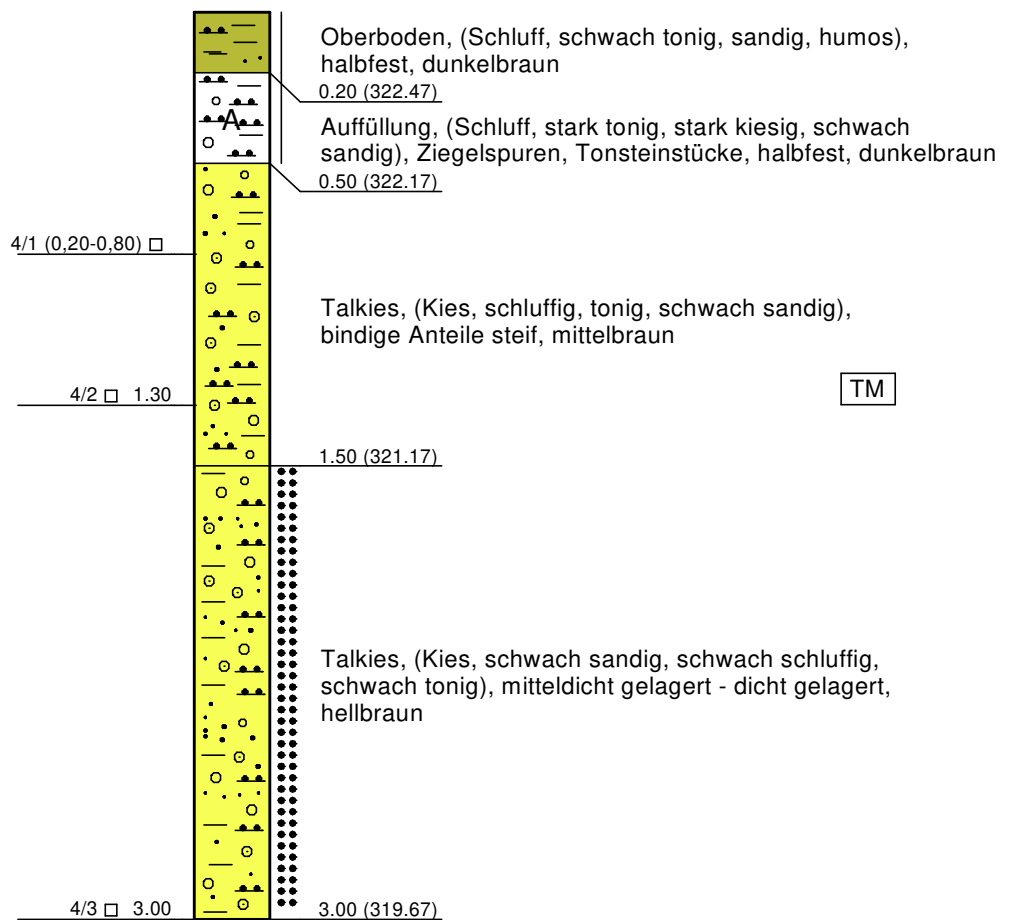 Oberboden, (Schluff, schwach tonig, sandig, humos),
halbfest, dunkelbraun
0.20 (322.47)
A
Auffüllung, (Schluff, stark tonig, stark kiesig, schwach
sandig), Ziegelspuren, Tonsteinstücke, halbfest, dunkelbraun
0.50 (322.17)
4/1 (0,20-0,80)
Talkies, (Kies, schluffig, tonig, schwach sandig),
bindige Anteile steif, mittelbraun
TM
4/2 1.30
1.50 (321.17)
Talkies, (Kies, schwach sandig, schwach schluffig,
schwach tonig), mitteldicht gelagert - dicht gelagert,
hellbraun
4/3 3.00
3.00 (319.67)